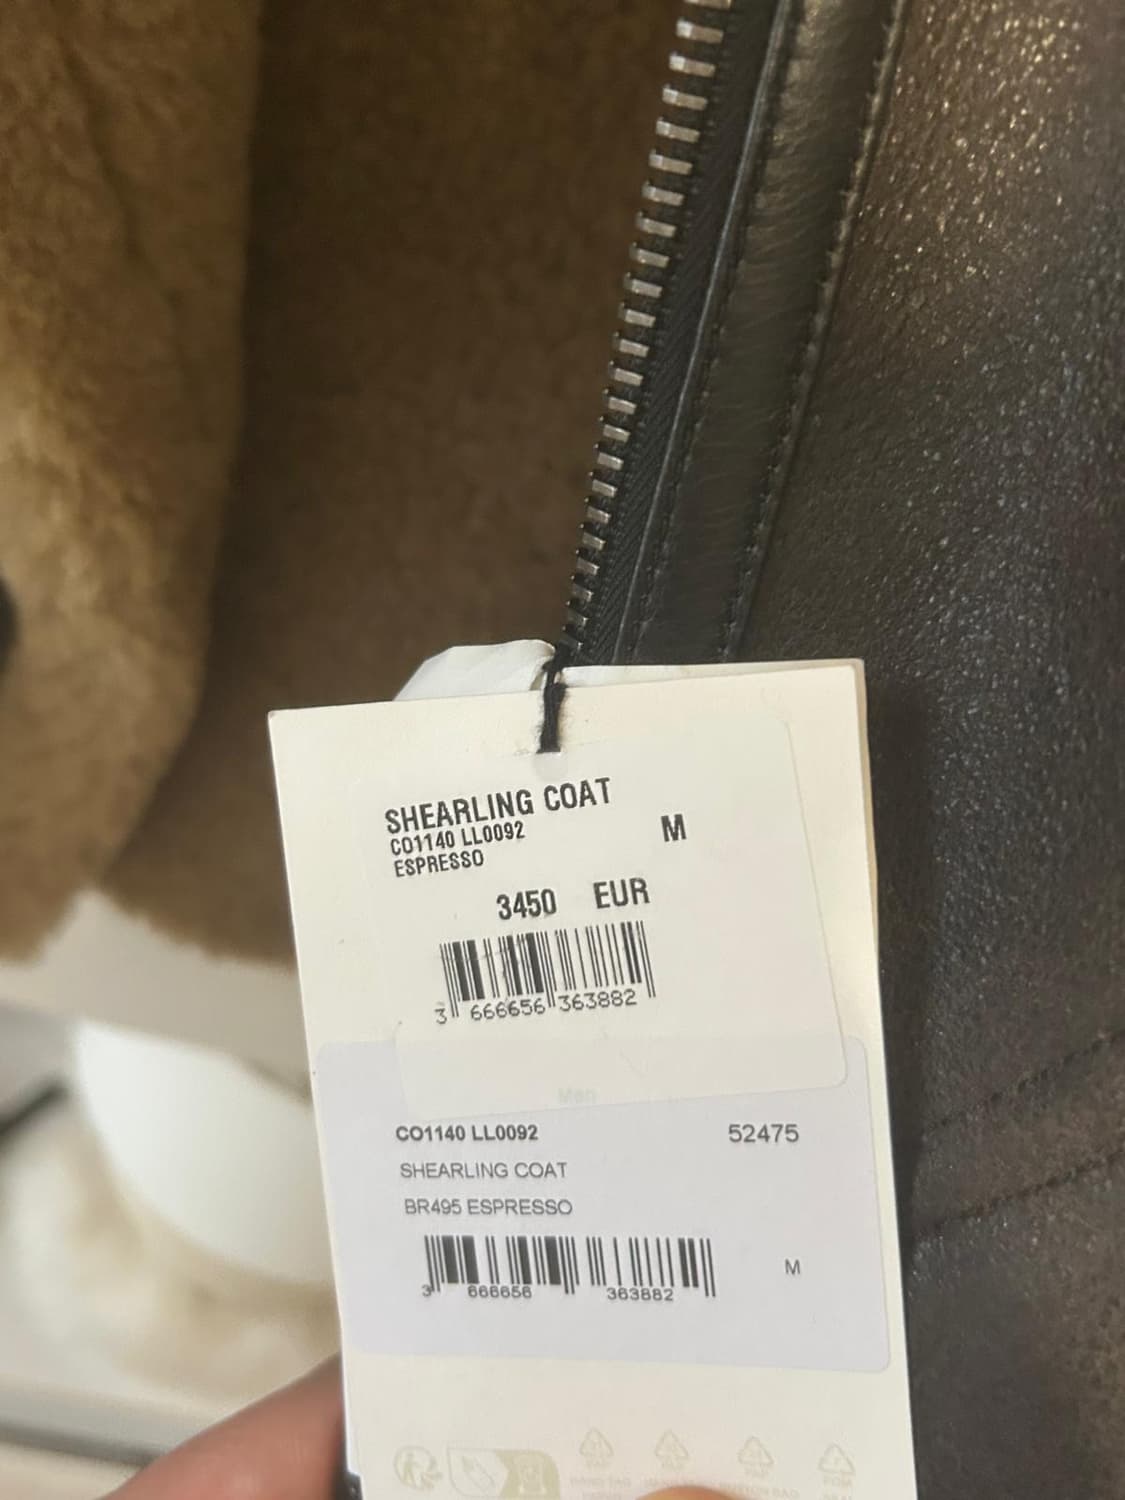 SHEARLING COAT
CO1140 LL0092 M
ESPRESSO
3450 EUR
3 666656 363882
Men
CO1140 LL0092 52475
SHEARLING COAT
BR495 ESPRESSO
M
3 666656 363882